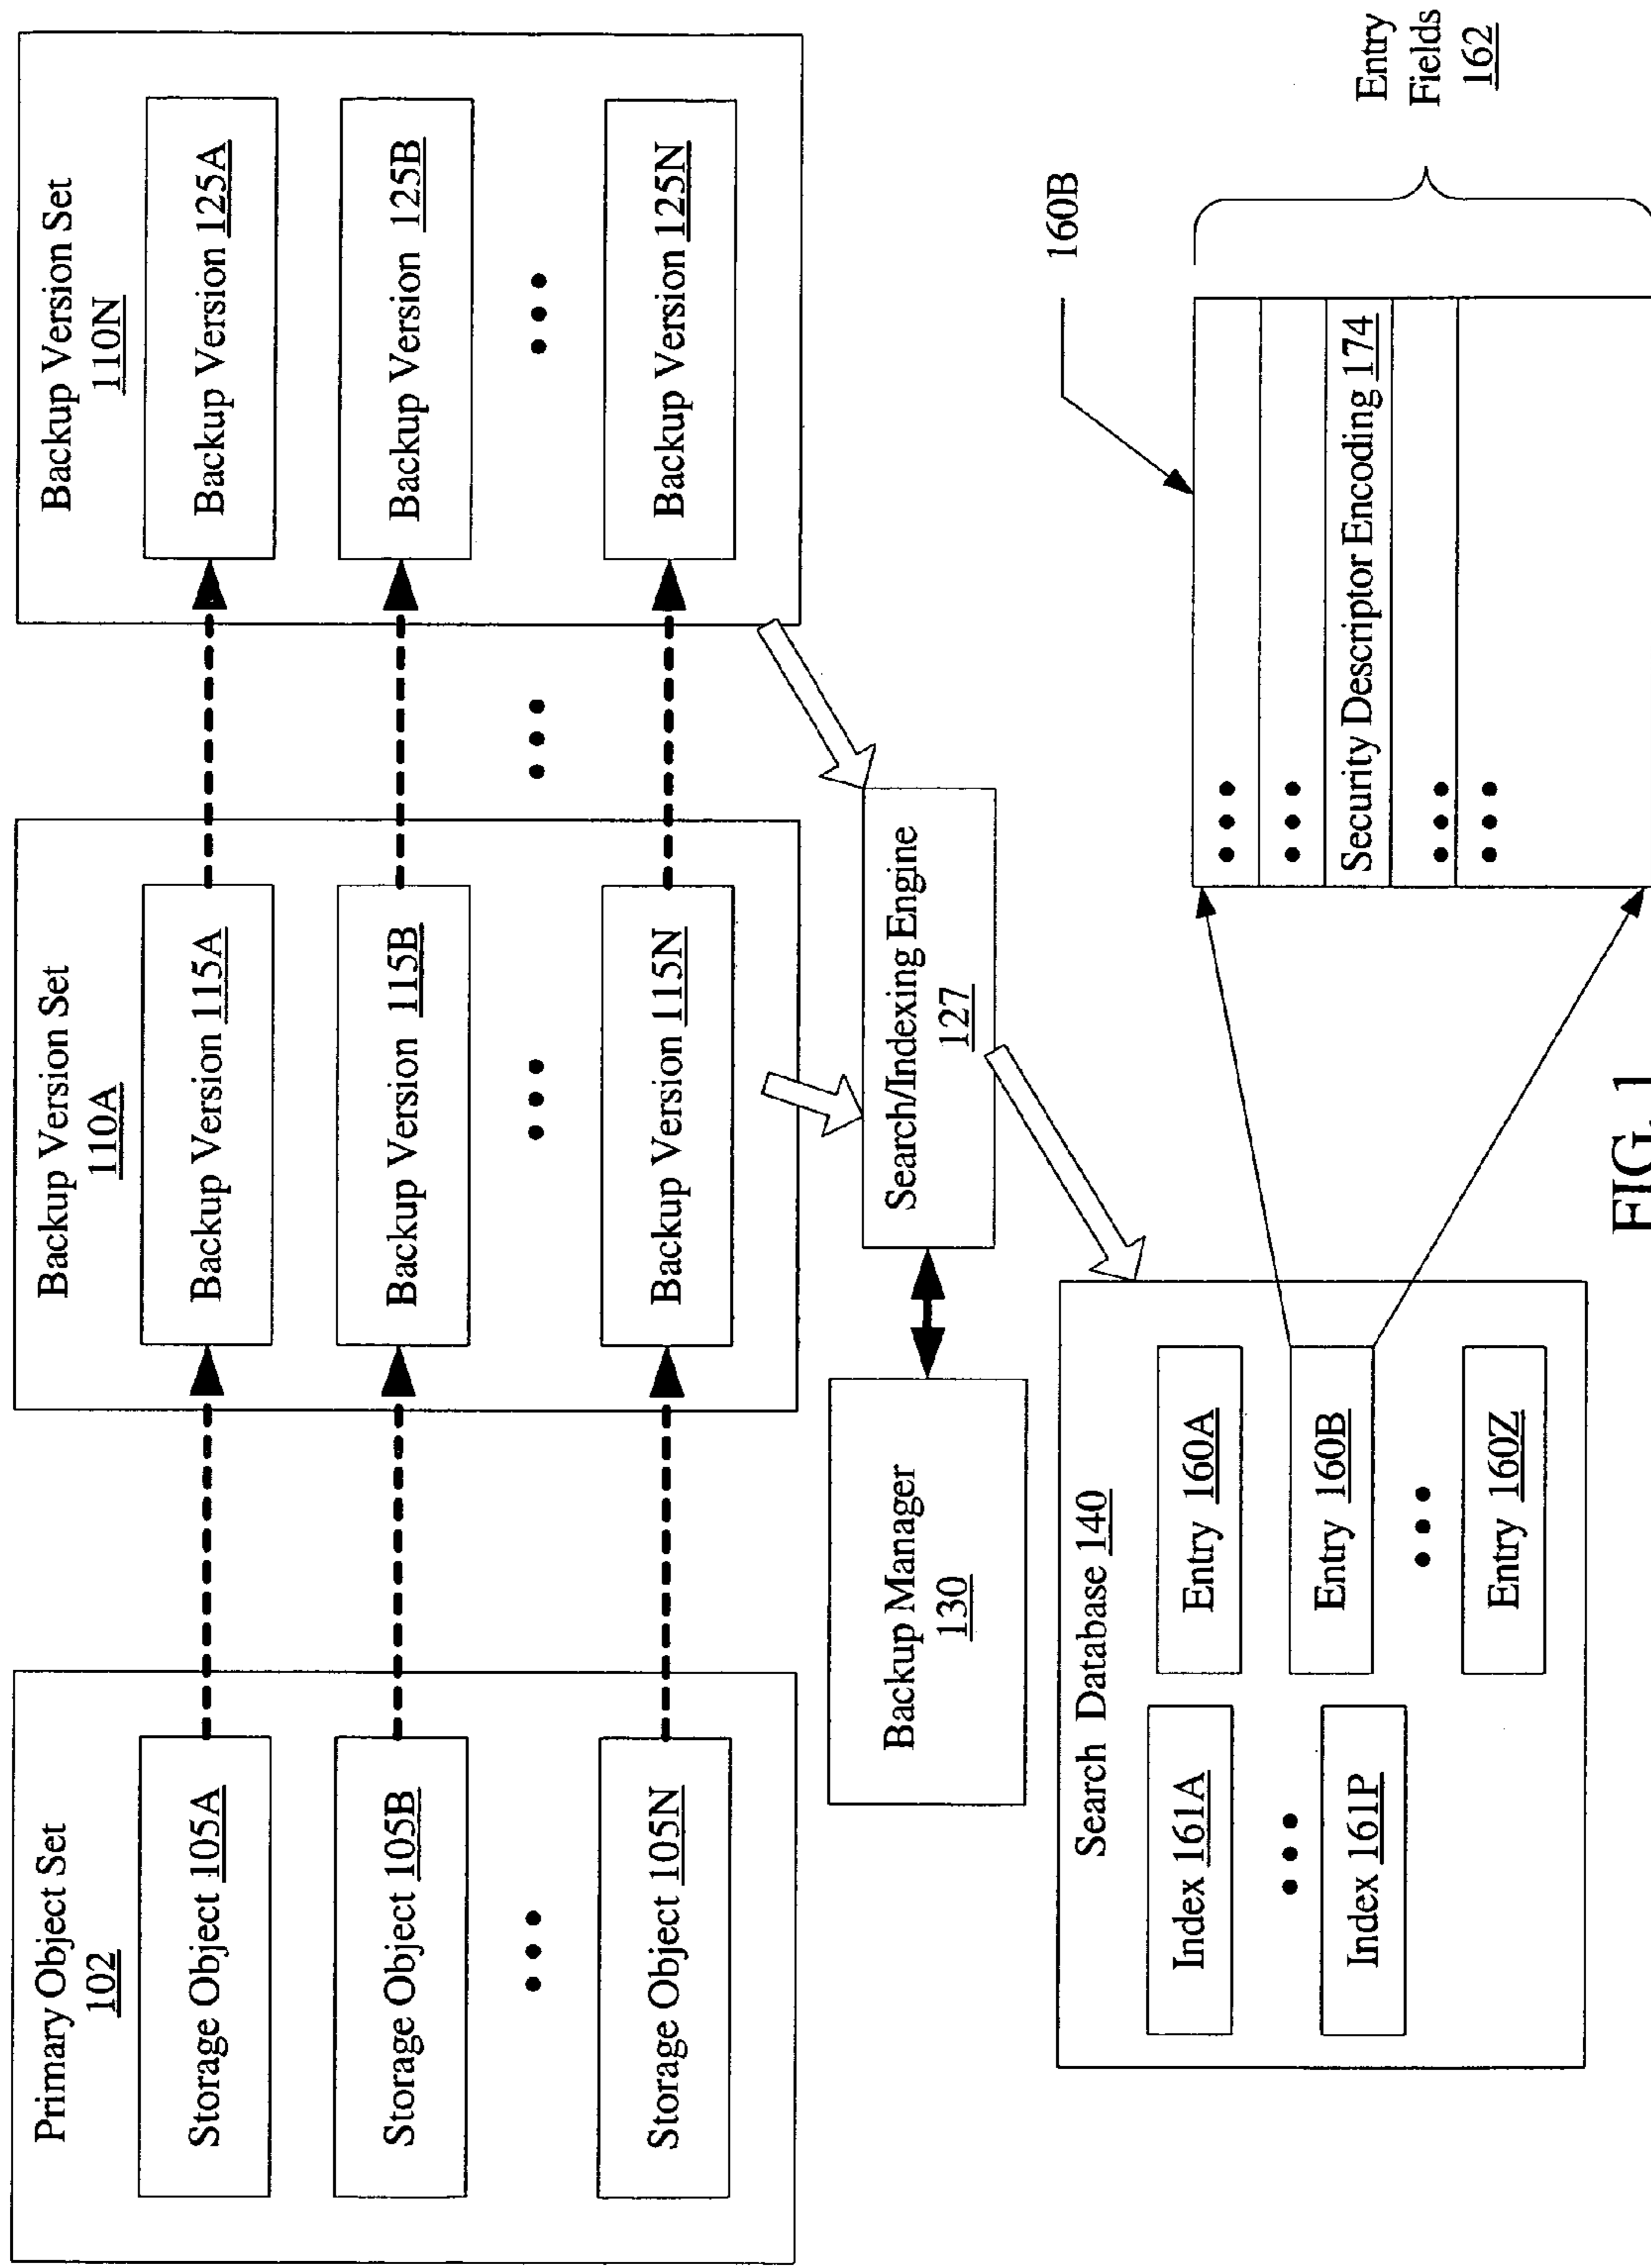 Primary Object Set
102
Storage Object 105A
Storage Object 105B
•••
Storage Object 105N
Backup Version Set
110A
Backup Version 115A
Backup Version 115B
•••
Backup Version 115N
•••
Backup Version Set
110N
Backup Version 125A
Backup Version 125B
•••
Backup Version 125N
Backup Manager
130
Search/Indexing Engine
127
Search Database 140
Index 161A
•••
Index 161P
Entry 160A
Entry 160B
•••
Entry 160Z
160B
•••
•••
Security Descriptor Encoding 174
•••
•••
Entry
Fields
162
FIG. 1